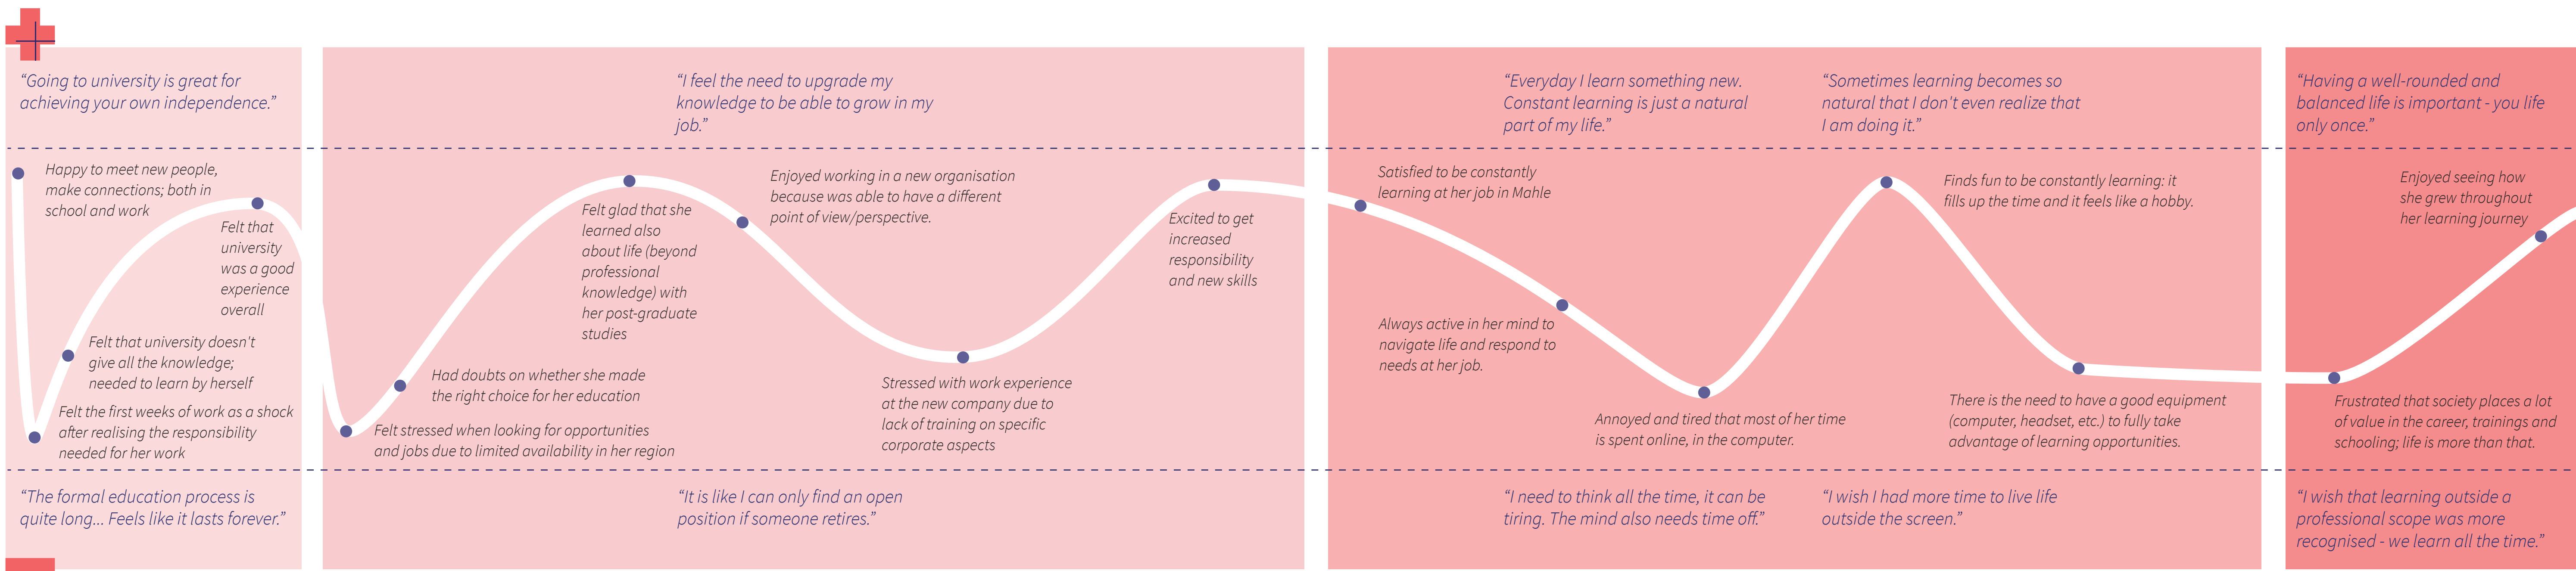 “Going to university is great for
achieving your own independence.”
Happy to meet new people,
make connections; both in
school and work
Felt that
university
was a good
experience
overall
Felt that university doesn't
give all the knowledge;
needed to learn by herself
Felt the first weeks of work as a shock
after realising the responsibility
needed for her work
“The formal education process is
quite long... Feels like it lasts forever.”
“I feel the need to upgrade my
knowledge to be able to grow in my
job.”
Felt glad that she
learned also
about life (beyond
professional
knowledge) with
her post-graduate
studies
Enjoyed working in a new organisation
because was able to have a different
point of view/perspective.
Excited to get
increased
responsibility
and new skills
Had doubts on whether she made
the right choice for her education
Felt stressed when looking for opportunities
and jobs due to limited availability in her region
Stressed with work experience
at the new company due to
lack of training on specific
corporate aspects
“It is like I can only find an open
position if someone retires.”
“Everyday I learn something new.
Constant learning is just a natural
part of my life.”
“Sometimes learning becomes so
natural that I don't even realize that
I am doing it.”
Satisfied to be constantly
learning at her job in Mahle
Finds fun to be constantly learning: it
fills up the time and it feels like a hobby.
Always active in her mind to
navigate life and respond to
needs at her job.
Annoyed and tired that most of her time
is spent online, in the computer.
There is the need to have a good equipment
(computer, headset, etc.) to fully take
advantage of learning opportunities.
“I need to think all the time, it can be
tiring. The mind also needs time off.”
“I wish I had more time to live life
outside the screen.”
“Having a well-rounded and
balanced life is important - you life
only once.”
Enjoyed seeing how
she grew throughout
her learning journey
Frustrated that society places a lot
of value in the career, trainings and
schooling; life is more than that.
“I wish that learning outside a
professional scope was more
recognised - we learn all the time.”